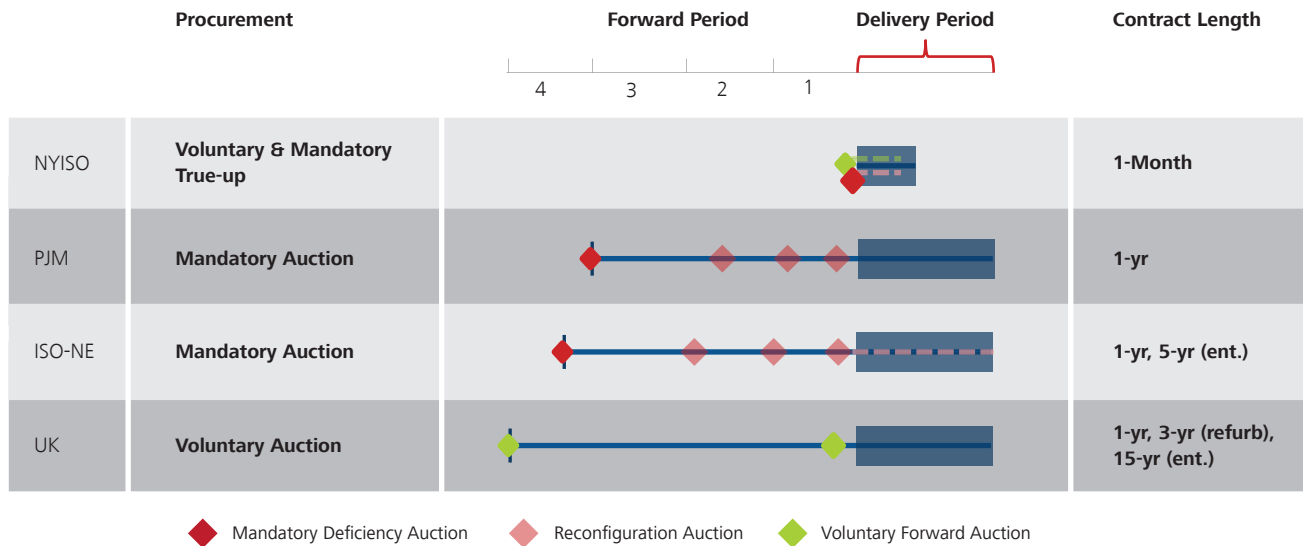 Procurement
Forward Period
Delivery Period
Contract Length
4
3
2
1
NYISO
Voluntary & Mandatory
True-up
1-Month
PJM
Mandatory Auction
1-yr
ISO-NE
Mandatory Auction
1-yr, 5-yr (ent.)
UK
Voluntary Auction
1-yr, 3-yr (refurb),
15-yr (ent.)
Mandatory Deficiency Auction
Reconfiguration Auction
Voluntary Forward Auction